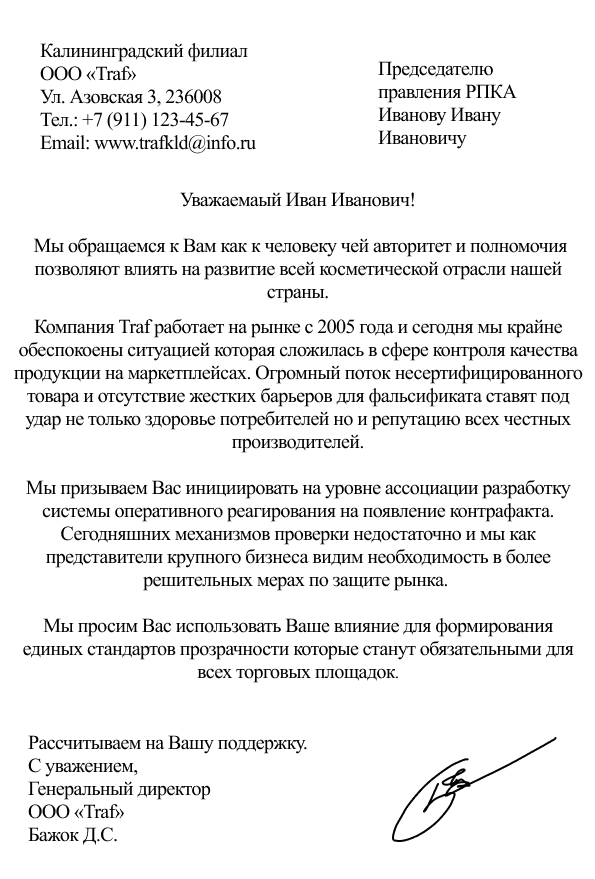 Калининградский филиал
ООО «Traf»
Ул. Азовская 3, 236008
Тел.: +7 (911) 123-45-67
Email: www.trafkld@info.ru
Председателю
правления РПКА
Иванову Ивану
Ивановичу
Уважаемаый Иван Иванович!
Мы обращаемся к Вам как к человеку чей авторитет и полномочия
позволяют влиять на развитие всей косметической отрасли нашей
страны.
Компания Traf работает на рынке с 2005 года и сегодня мы крайне
обеспокоены ситуацией которая сложилась в сфере контроля качества
продукции на маркетплейсах. Огромный поток несертифицированного
товара и отсутствие жестких барьеров для фальсификата ставят под
удар не только здоровье потребителей но и репутацию всех честных
производителей.
Мы призываем Вас инициировать на уровне ассоциации разработку
системы оперативного реагирования на появление контрафакта.
Сегодняшних механизмов проверки недостаточно и мы как
представители крупного бизнеса видим необходимость в более
решительных мерах по защите рынка.
Мы просим Вас использовать Ваше влияние для формирования
единых стандартов прозрачности которые станут обязательными для
всех торговых площадок.
Рассчитываем на Вашу поддержку.
С уважением,
Генеральный директор
ООО «Traf»
Бажок Д.С.